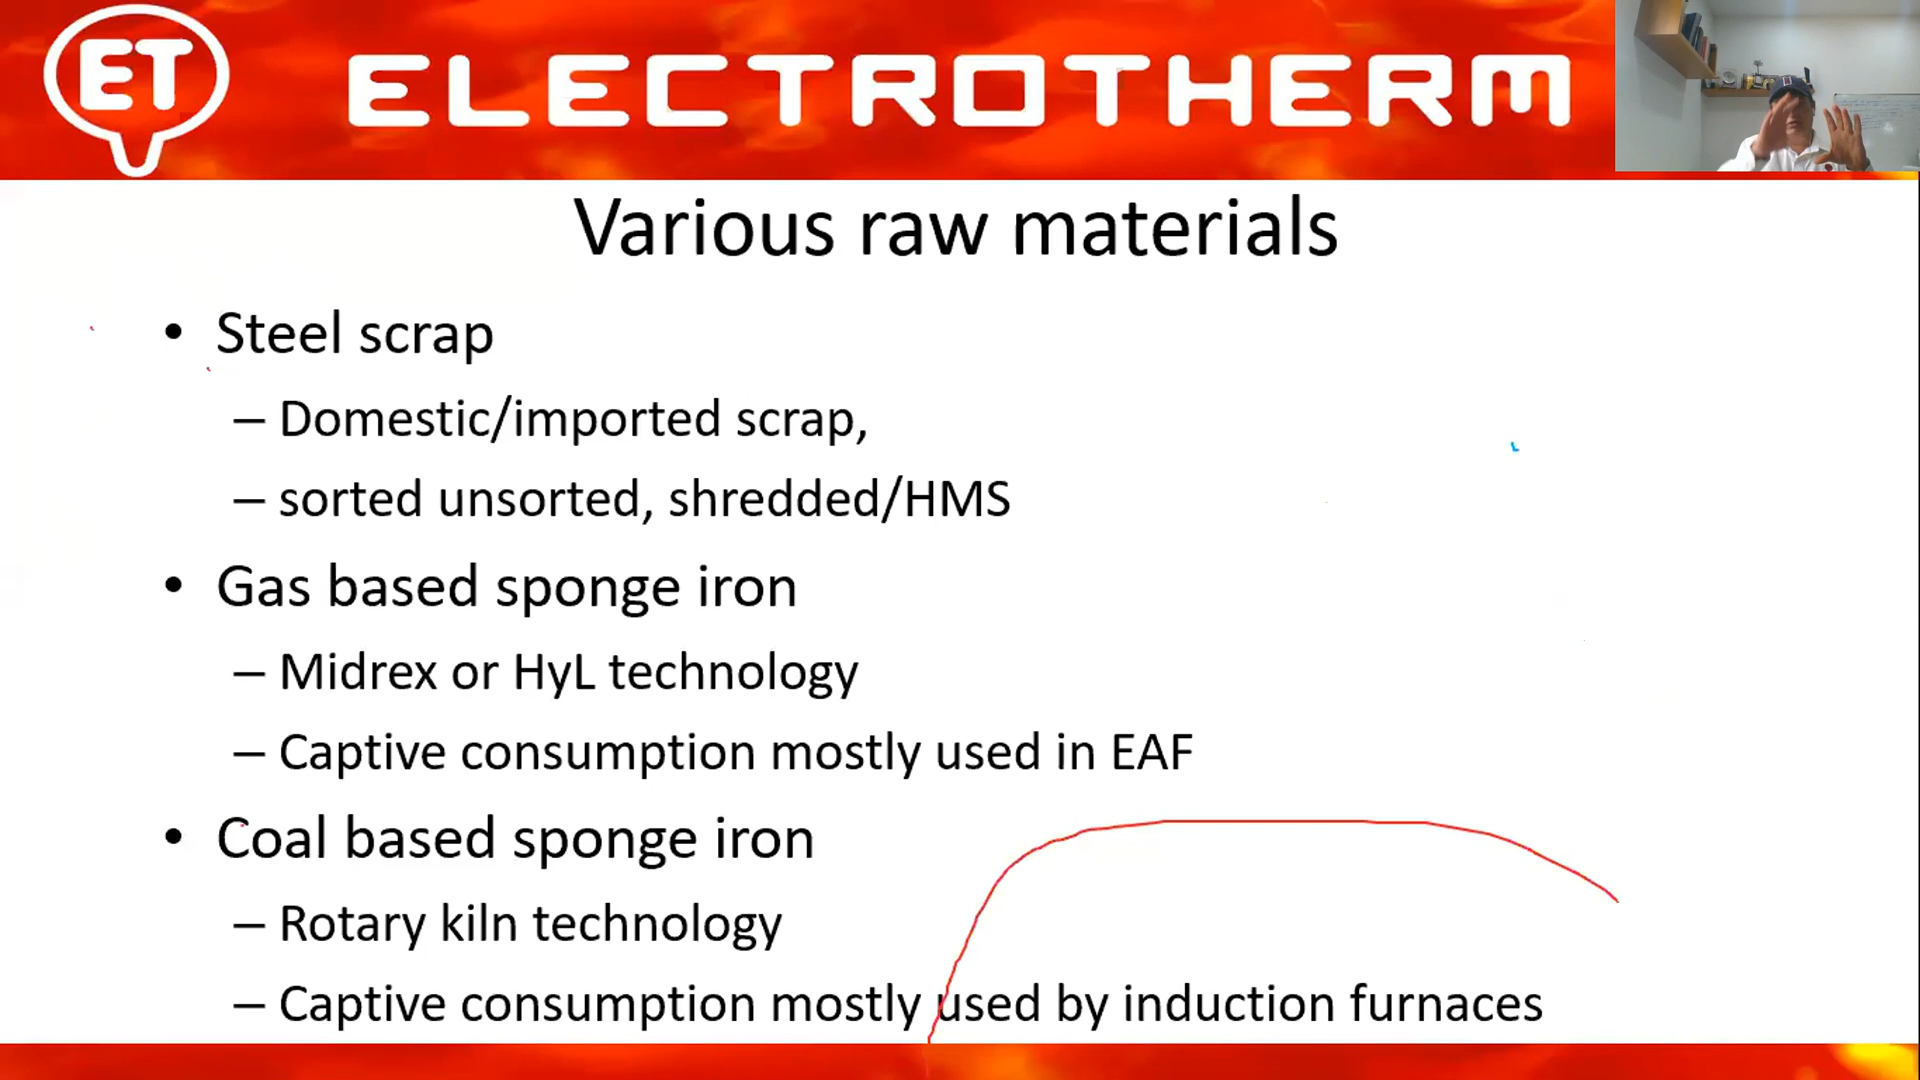 ET
ELECTROTHERM
Various raw materials
• Steel scrap
– Domestic/imported scrap,
– sorted unsorted, shredded/HMS
• Gas based sponge iron
– Midrex or HyL technology
– Captive consumption mostly used in EAF
• Coal based sponge iron
– Rotary kiln technology
– Captive consumption mostly used by induction furnaces